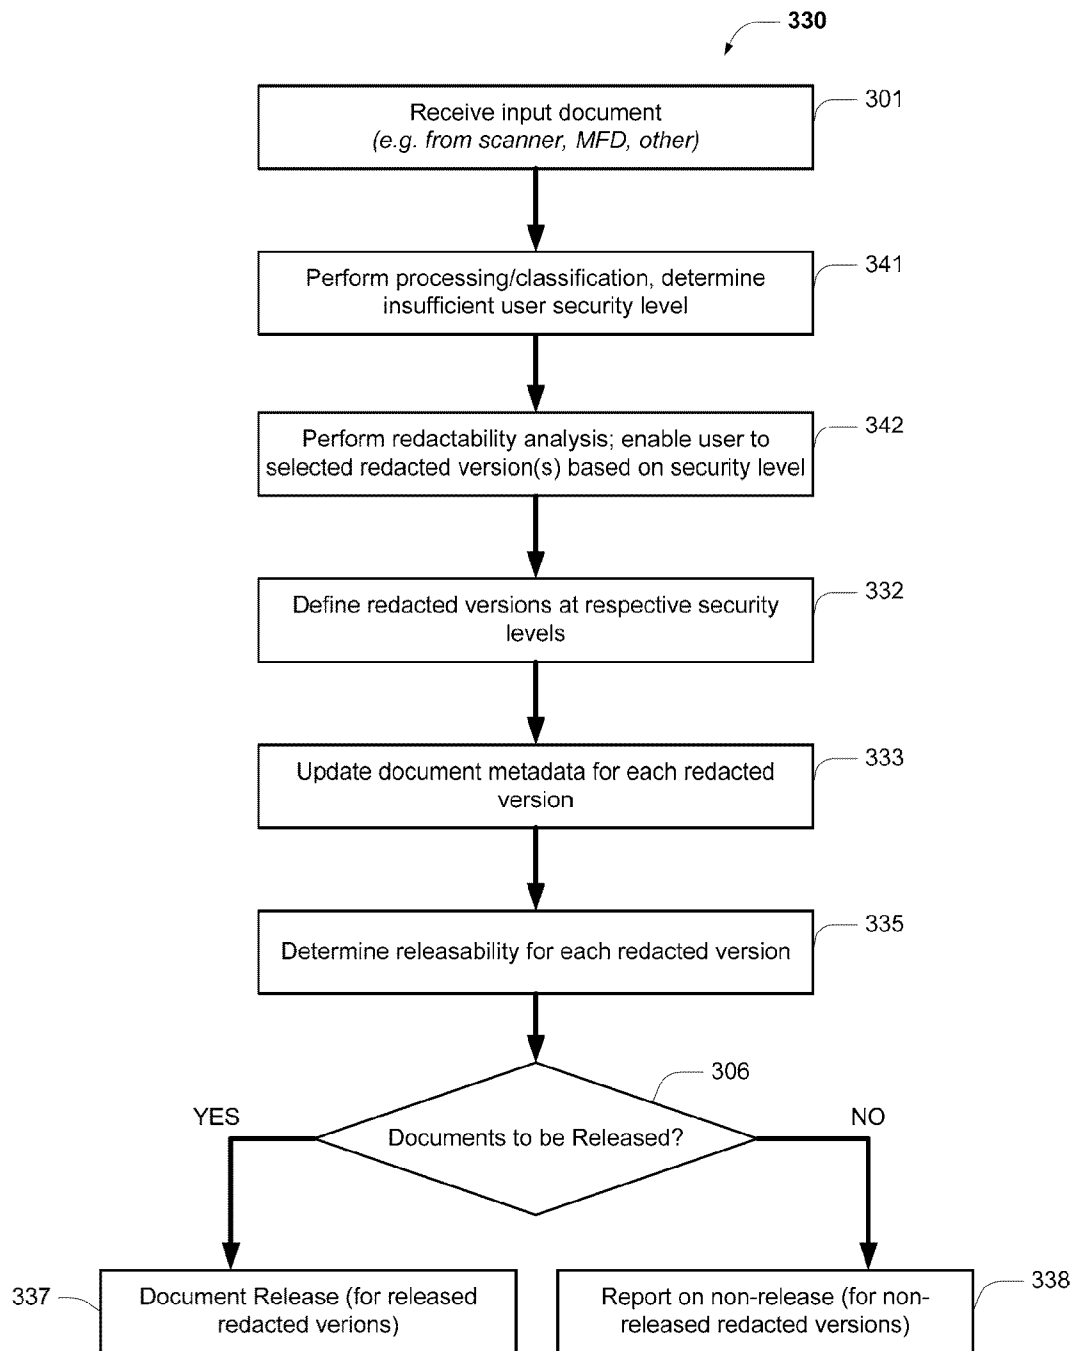 330
Receive input document
(e.g. from scanner, MFD, other)
301
Perform processing/classification, determine
insufficient user security level
341
Perform redactability analysis; enable user to
selected redacted version(s) based on security level
342
Define redacted versions at respective security
levels
332
Update document metadata for each redacted
version
333
Determine releasability for each redacted version
335
306
YES
NO
Documents to be Released?
337
Document Release (for released
redacted verions)
Report on non-release (for non-
released redacted versions)
338